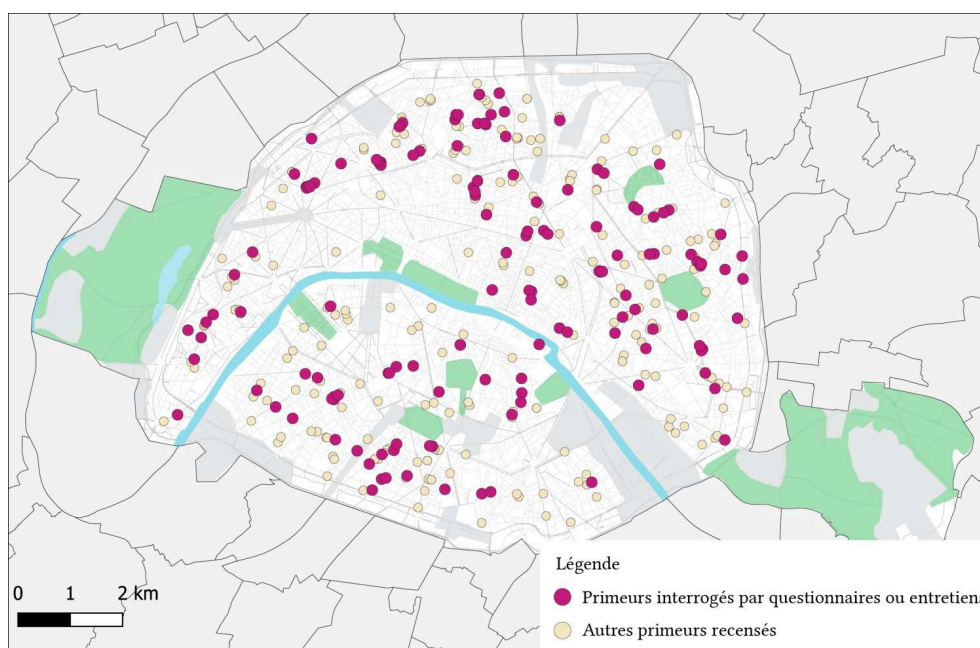 Légende
Primeurs interrogés par questionnaires ou entretiens
Autres primeurs recensés
0 1 2 km